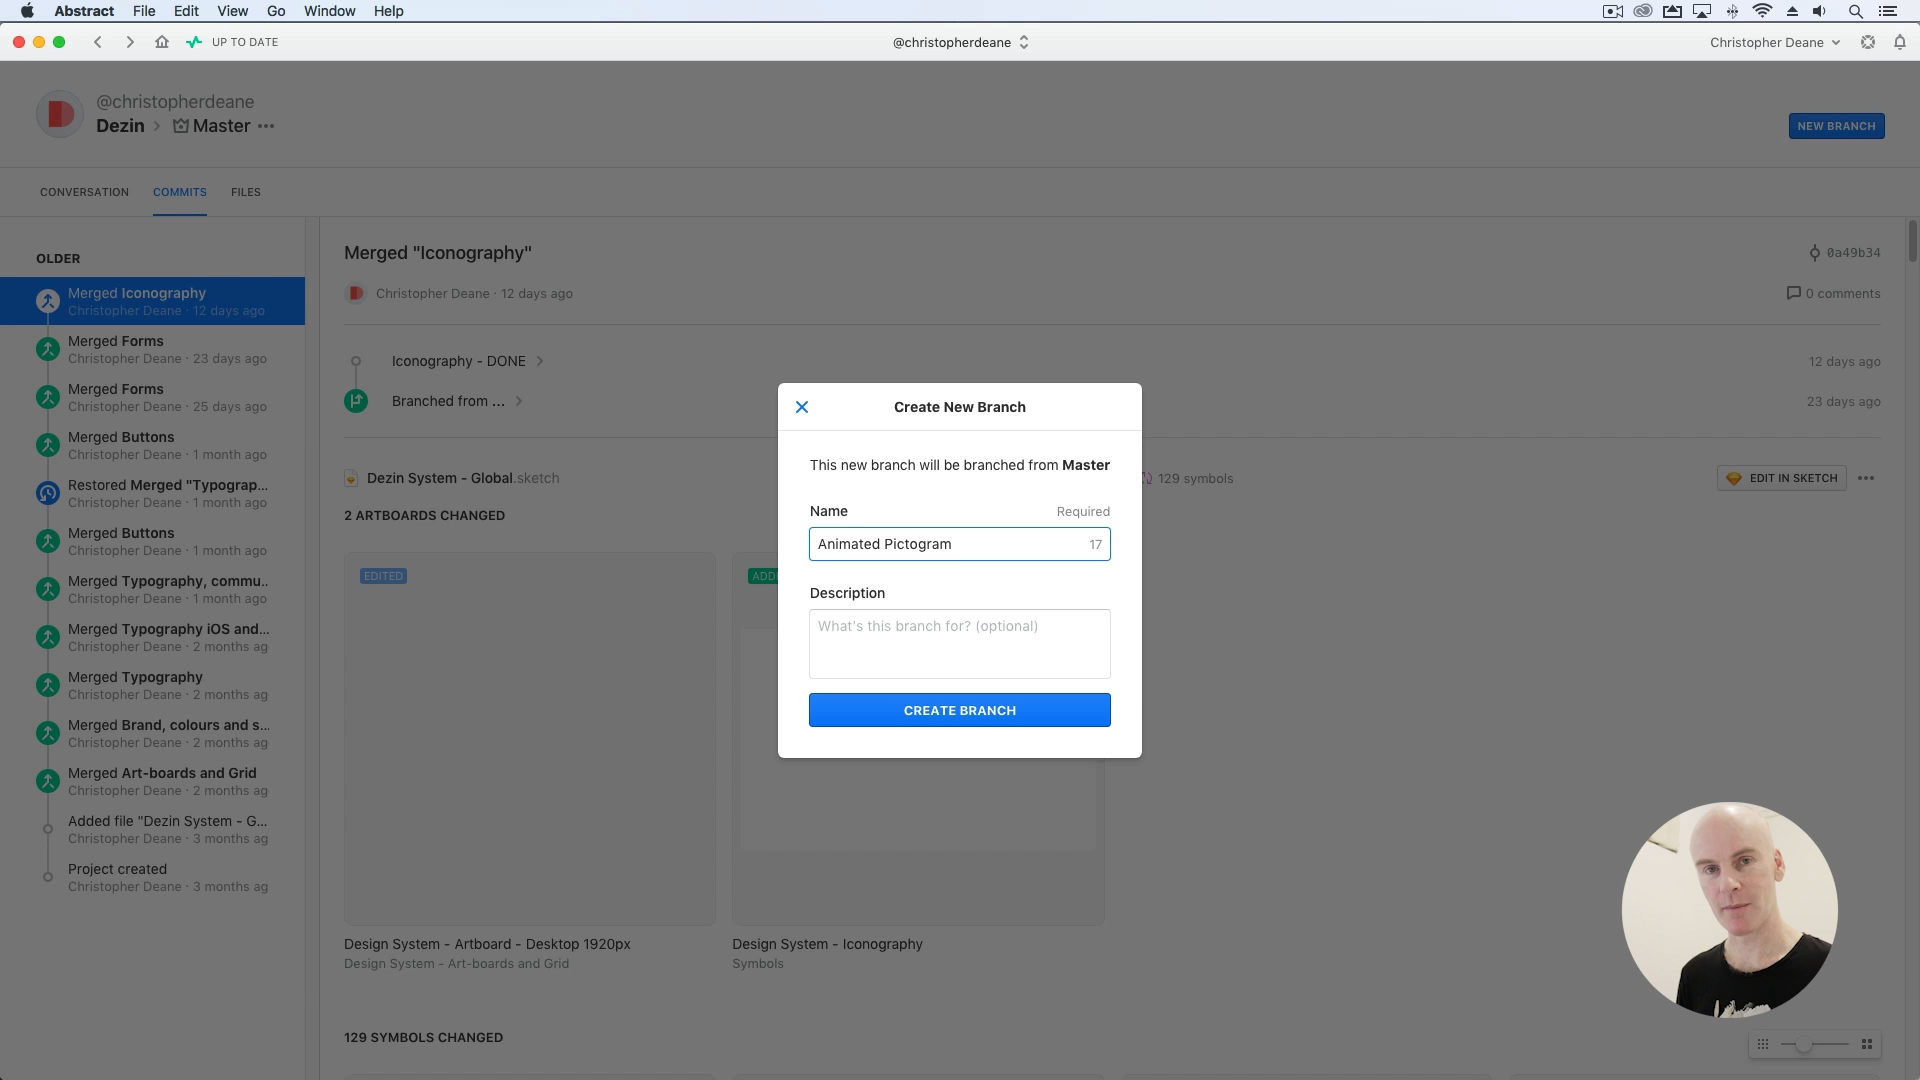 Abstract File Edit View Go Window Help
UP TO DATE
@christopherdeane
Christopher Deane
@christopherdeane
Dezin > Master ···
NEW BRANCH
CONVERSATION COMMITS FILES
OLDER
Merged Iconography
Christopher Deane · 12 days ago
Merged Forms
Christopher Deane · 23 days ago
Merged Forms
Christopher Deane · 25 days ago
Merged Buttons
Christopher Deane · 1 month ago
Restored Merged "Typograp...
Christopher Deane · 1 month ago
Merged Buttons
Christopher Deane · 1 month ago
Merged Typography, commu..
Christopher Deane · 1 month ago
Merged Typography iOS and...
Christopher Deane · 2 months ag
Merged Typography
Christopher Deane · 2 months ag
Merged Brand, colours and s...
Christopher Deane · 2 months ag
Merged Art-boards and Grid
Christopher Deane · 2 months ag
Added file "Dezin System - G...
Christopher Deane · 3 months ag
Project created
Christopher Deane · 3 months ag
Merged "Iconography"
0a49b34
Christopher Deane · 12 days ago
0 comments
Iconography - DONE
12 days ago
Branched from ...
23 days ago
Dezin System - Global.sketch
129 symbols
EDIT IN SKETCH
2 ARTBOARDS CHANGED
EDITED
ADD
Design System - Artboard - Desktop 1920px
Design System - Art-boards and Grid
Design System - Iconography
Symbols
129 SYMBOLS CHANGED
Create New Branch
This new branch will be branched from Master
Name Required
Animated Pictogram 17
Description
What's this branch for? (optional)
CREATE BRANCH